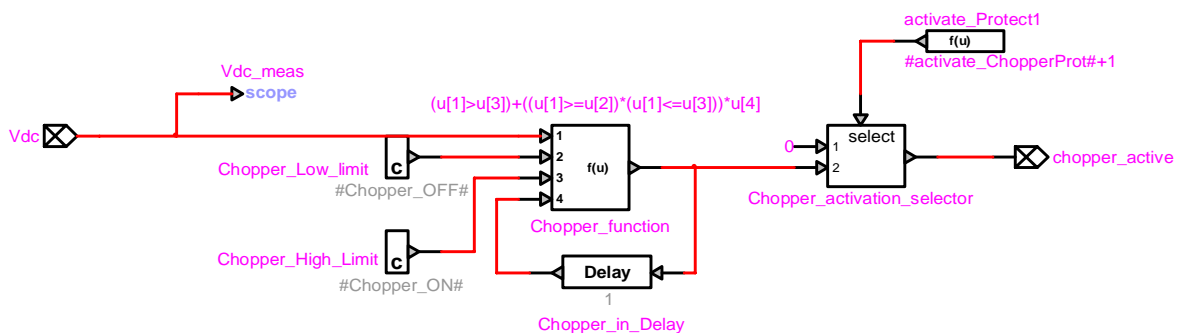 activate_Protect1
f(u)
#activate_ChopperProt#+1
Vdc_meas
scope
(u[1]>u[3])+((u[1]>=u[2])*(u[1]<=u[3]))*u[4]
Vdc
1
2
3
4
f(u)
c
Chopper_Low_limit
#Chopper_OFF#
Chopper_function
0
select
1
2
chopper_active
Chopper_activation_selector
c
Chopper_High_Limit
#Chopper_ON#
Delay
1
Chopper_in_Delay